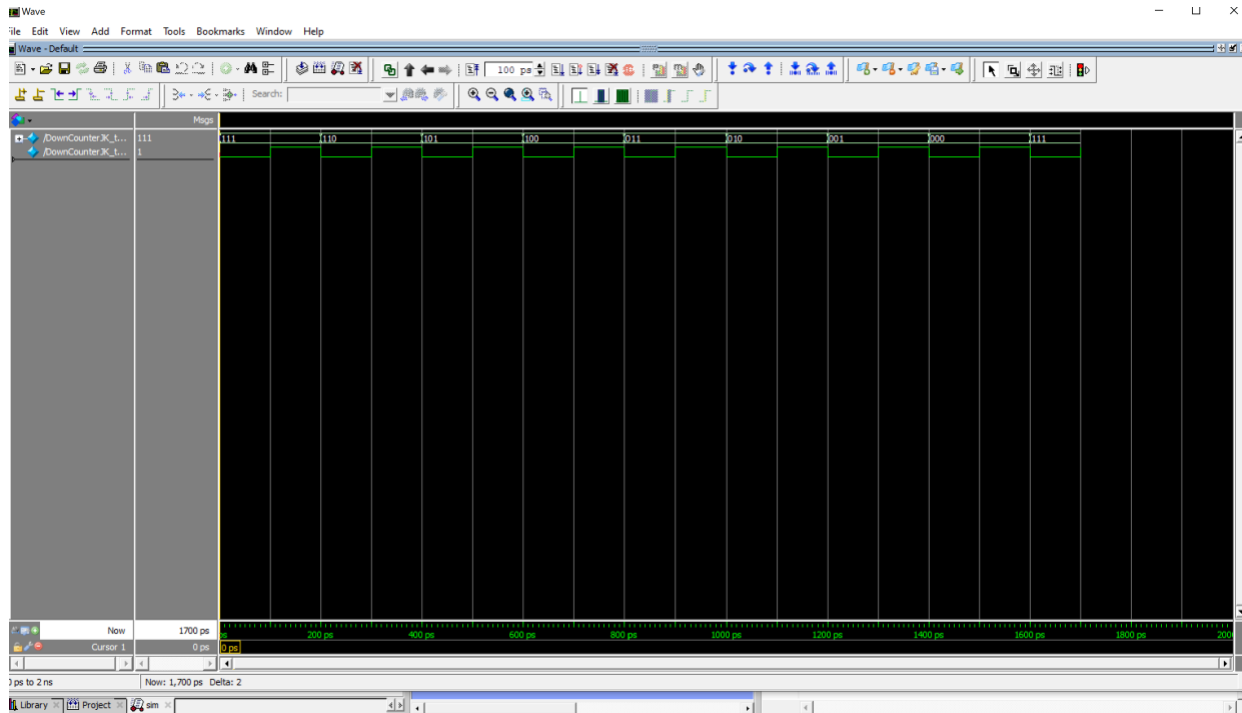 Wave
File Edit View Add Format Tools Bookmarks Window Help
Wave - Default
100 ps
Search:
Msgs
/DownCounterJK_t... 111 111 110 101 100 011 010 001 000 111
/DownCounterJK_t... 1
Now 1700 ps ps 200 ps 400 ps 600 ps 800 ps 1000 ps 1200 ps 1400 ps 1600 ps 1800 ps 2000
Cursor 1 0 ps 0 ps
0 ps to 2 ns Now: 1,700 ps Delta: 2
Library Project sim